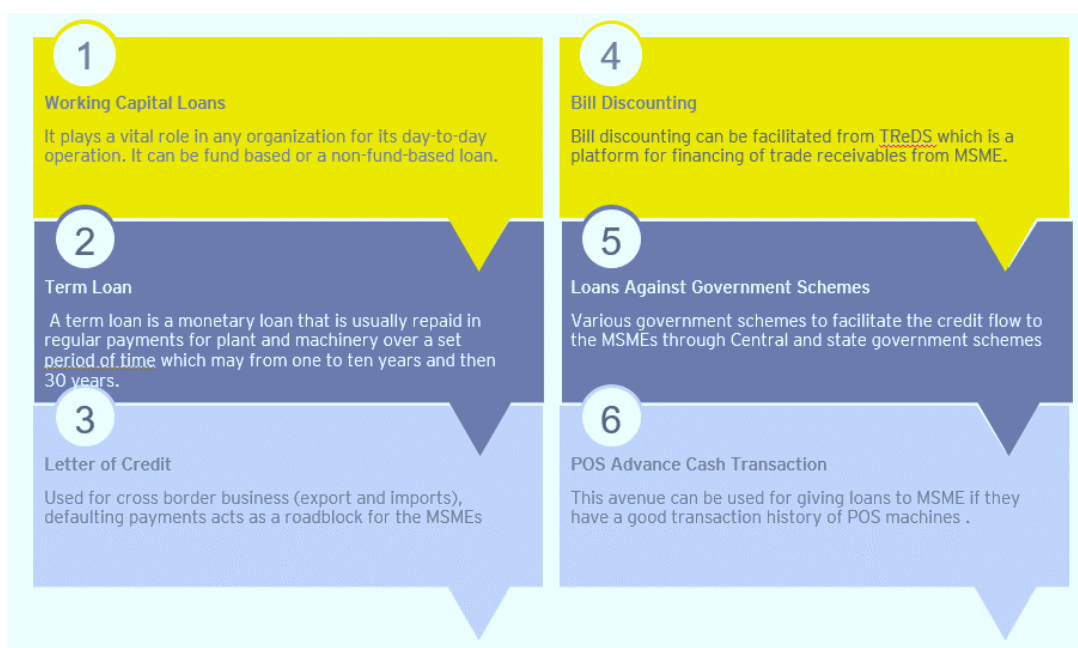 1
Working Capital Loans
It plays a vital role in any organization for its day-to-day
operation. It can be fund based or a non-fund-based loan.
2
Term Loan
A term loan is a monetary loan that is usually repaid in
regular payments for plant and machinery over a set
period of time which may from one to ten years and then
30 years.
3
Letter of Credit
Used for cross border business (export and imports),
defaulting payments acts as a roadblock for the MSMEs
4
Bill Discounting
Bill discounting can be facilitated from TReDS which is a
platform for financing of trade receivables from MSME.
5
Loans Against Government Schemes
Various government schemes to facilitate the credit flow to
the MSMEs through Central and state government schemes
6
POS Advance Cash Transaction
This avenue can be used for giving loans to MSME if they
have a good transaction history of POS machines .